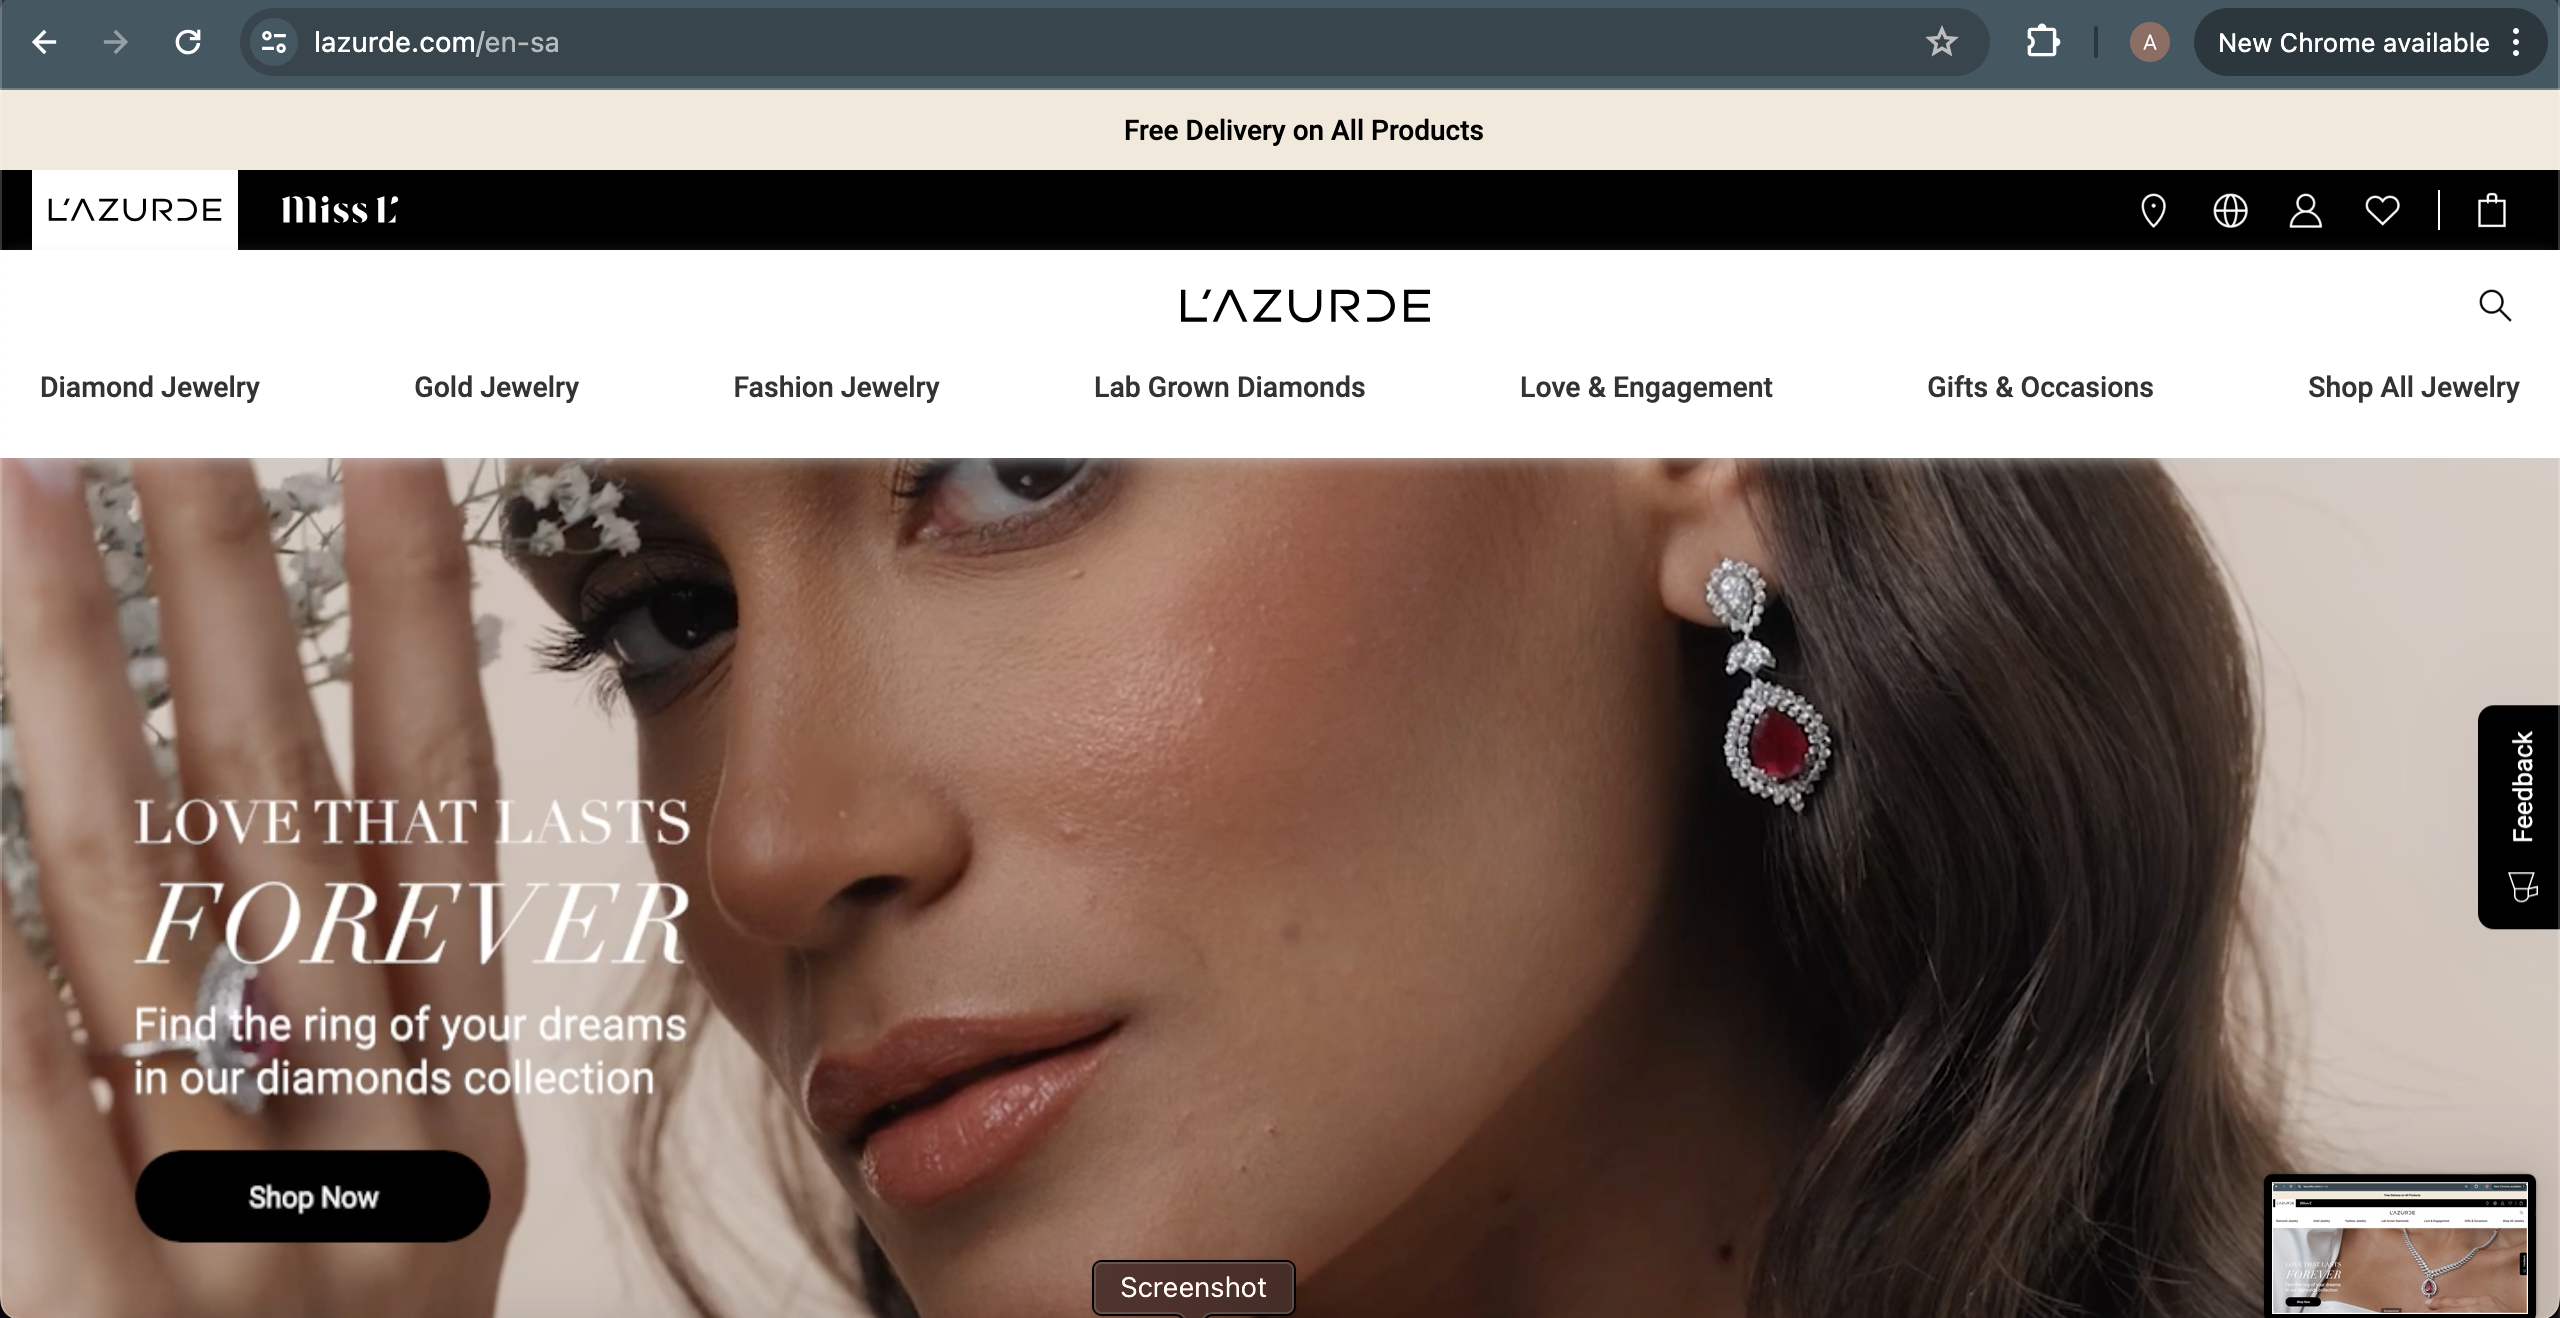 lazurde.com/en-sa
A
New Chrome available
Free Delivery on All Products
L'AZURDE
Miss L'
L'AZURDE
Diamond Jewelry
Gold Jewelry
Fashion Jewelry
Lab Grown Diamonds
Love & Engagement
Gifts & Occasions
Shop All Jewelry
LOVE THAT LASTS
FOREVER
Find the ring of your dreams
in our diamonds collection
Shop Now
Feedback
Screenshot